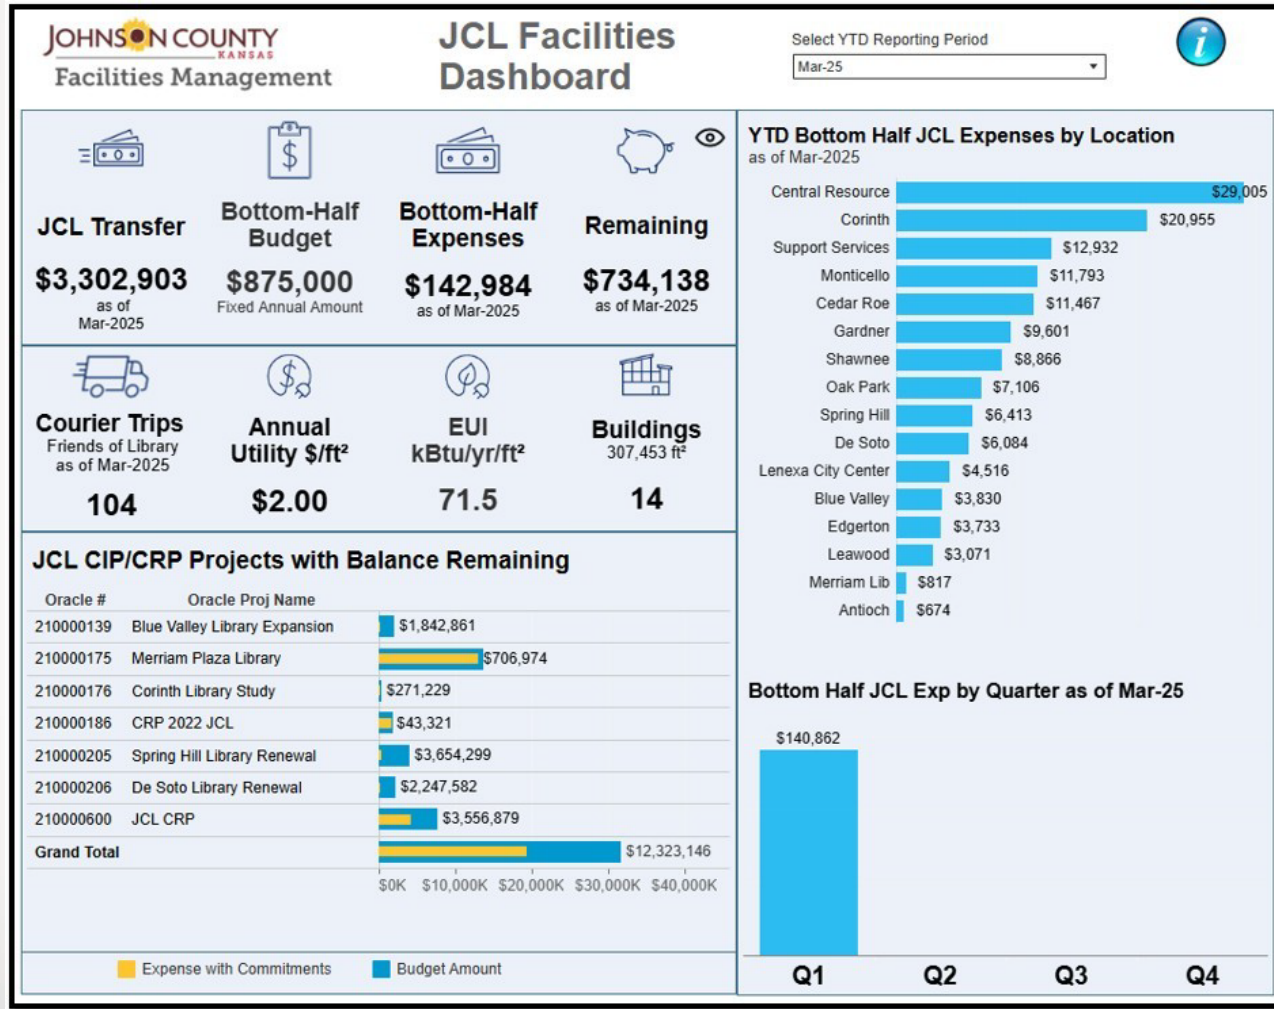 JOHNSON COUNTY
KANSAS
Facilities Management
JCL Facilities
Dashboard
Select YTD Reporting Period
Mar-25
i
JCL Transfer
$3,302,903
as of
Mar-2025
Bottom-Half
Budget
$875,000
Fixed Annual Amount
Bottom-Half
Expenses
$142,984
as of Mar-2025
Remaining
$734,138
as of Mar-2025
Courier Trips
Friends of Library
as of Mar-2025
104
Annual
Utility $/ft²
$2.00
EUI
kBtu/yr/ft²
71.5
Buildings
307,453 ft²
14
JCL CIP/CRP Projects with Balance Remaining
Oracle # Oracle Proj Name
210000139 Blue Valley Library Expansion $1,842,861
210000175 Merriam Plaza Library $706,974
210000176 Corinth Library Study $271,229
210000186 CRP 2022 JCL $43,321
210000205 Spring Hill Library Renewal $3,654,299
210000206 De Soto Library Renewal $2,247,582
210000600 JCL CRP $3,556,879
Grand Total $12,323,146
$0K $10,000K $20,000K $30,000K $40,000K
Expense with Commitments Budget Amount
YTD Bottom Half JCL Expenses by Location
as of Mar-2025
Central Resource $29,005
Corinth $20,955
Support Services $12,932
Monticello $11,793
Cedar Roe $11,467
Gardner $9,601
Shawnee $8,866
Oak Park $7,106
Spring Hill $6,413
De Soto $6,084
Lenexa City Center $4,516
Blue Valley $3,830
Edgerton $3,733
Leawood $3,071
Merriam Lib $817
Antioch $674
Bottom Half JCL Exp by Quarter as of Mar-25
$140,862
Q1 Q2 Q3 Q4